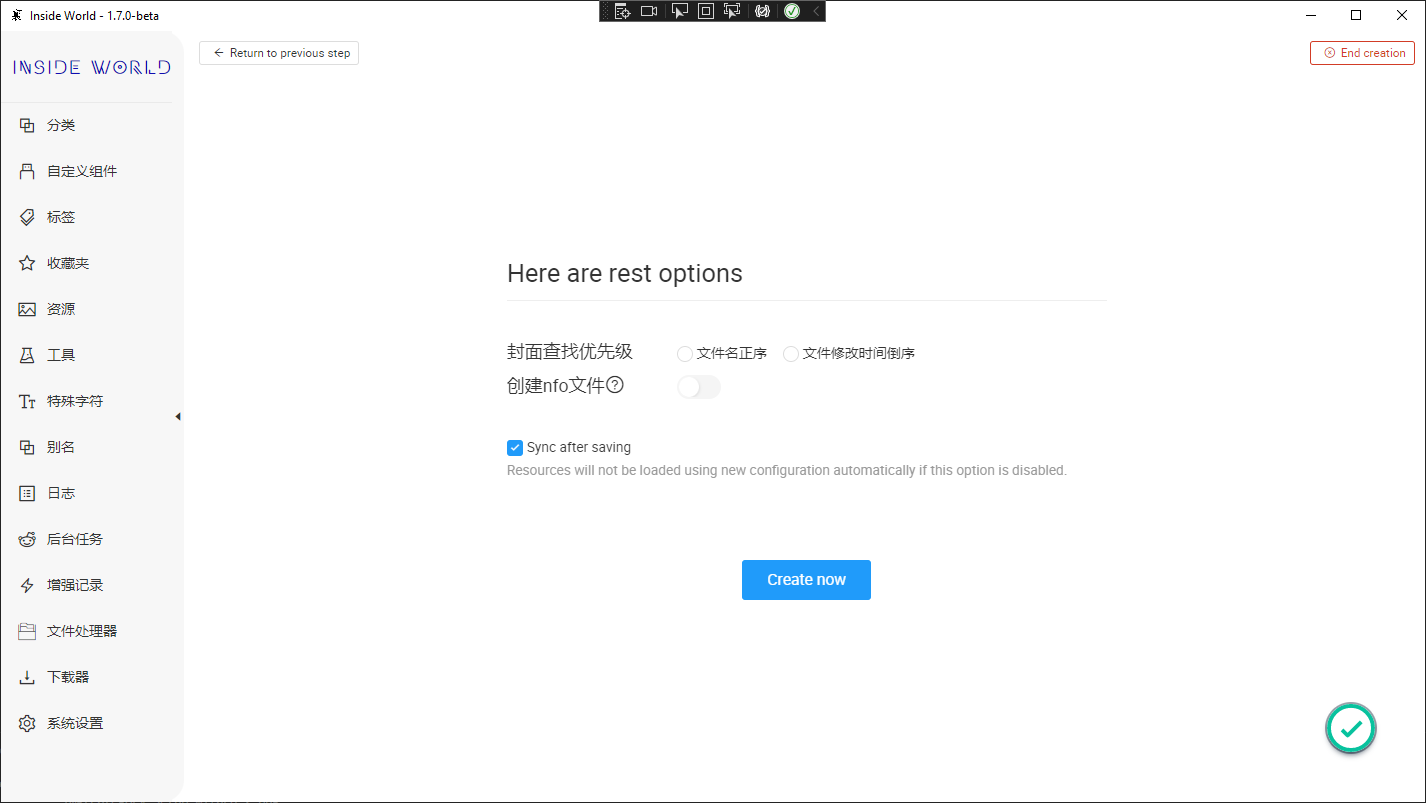 Inside World - 1.7.0-beta
INSIDE WORLD
分类
自定义组件
标签
收藏夹
资源
工具
特殊字符
别名
日志
后台任务
增强记录
文件处理器
下载器
系统设置
Return to previous step
End creation
Here are rest options
封面查找优先级 文件名正序 文件修改时间倒序
创建nfo文件
Sync after saving
Resources will not be loaded using new configuration automatically if this option is disabled.
Create now